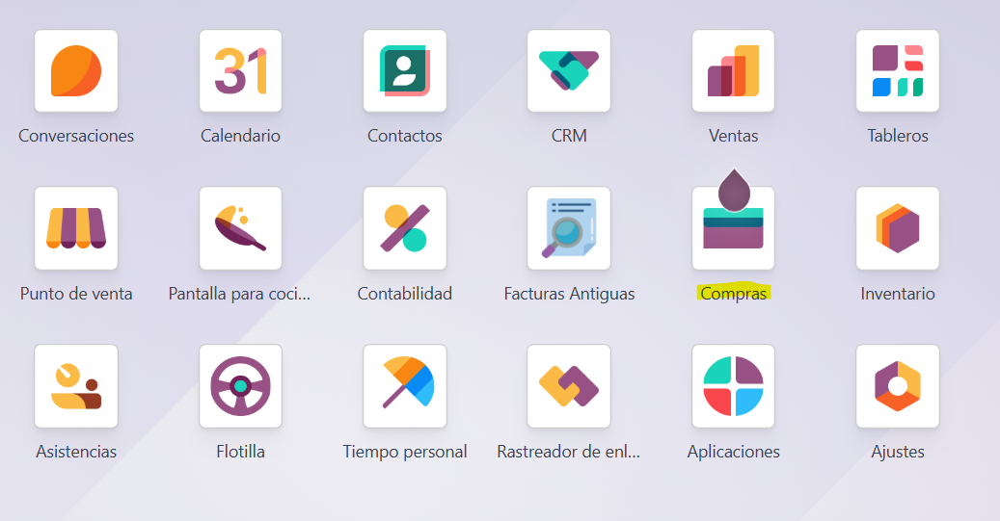 31
Conversaciones
Calendario
Contactos
CRM
Ventas
Tableros
Punto de venta
Pantalla para coci...
Contabilidad
Facturas Antiguas
Compras
Inventario
Asistencias
Flotilla
Tiempo personal
Rastreador de enl...
Aplicaciones
Ajustes